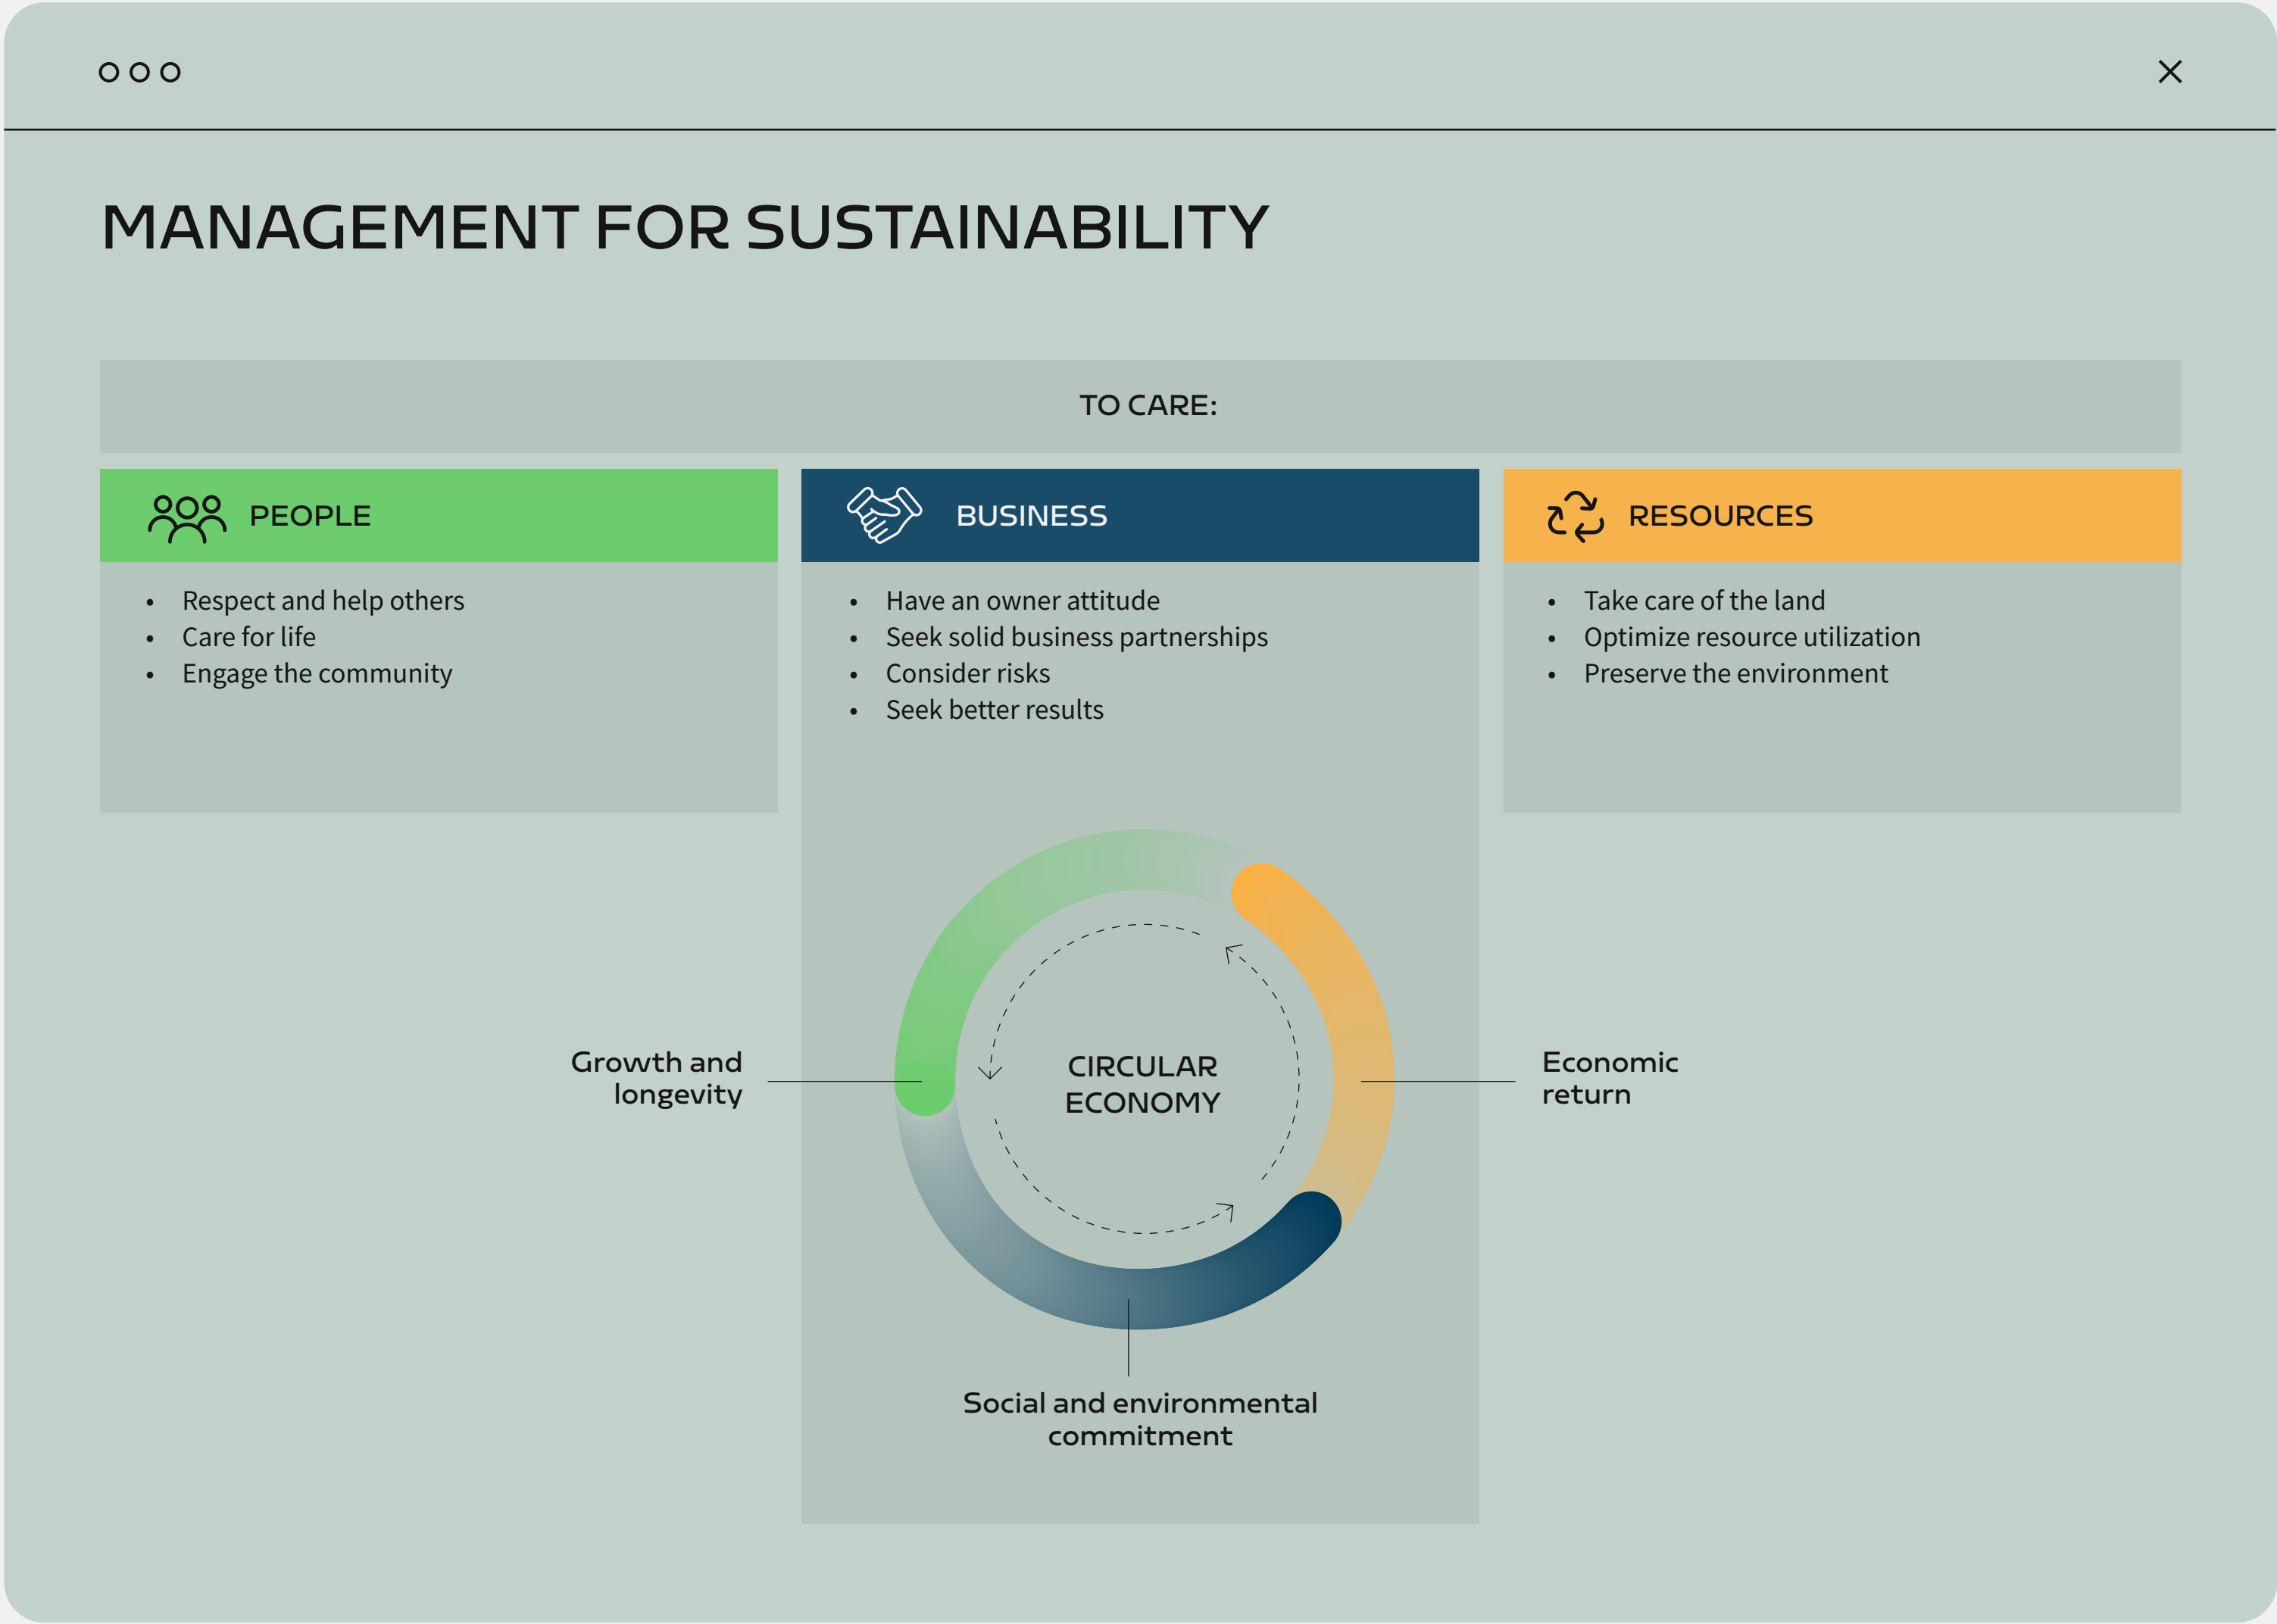 MANAGEMENT FOR SUSTAINABILITY
TO CARE:
PEOPLE
• Respect and help others
• Care for life
• Engage the community
BUSINESS
• Have an owner attitude
• Seek solid business partnerships
• Consider risks
• Seek better results
RESOURCES
• Take care of the land
• Optimize resource utilization
• Preserve the environment
Growth and
longevity
CIRCULAR
ECONOMY
Economic
return
Social and environmental
commitment